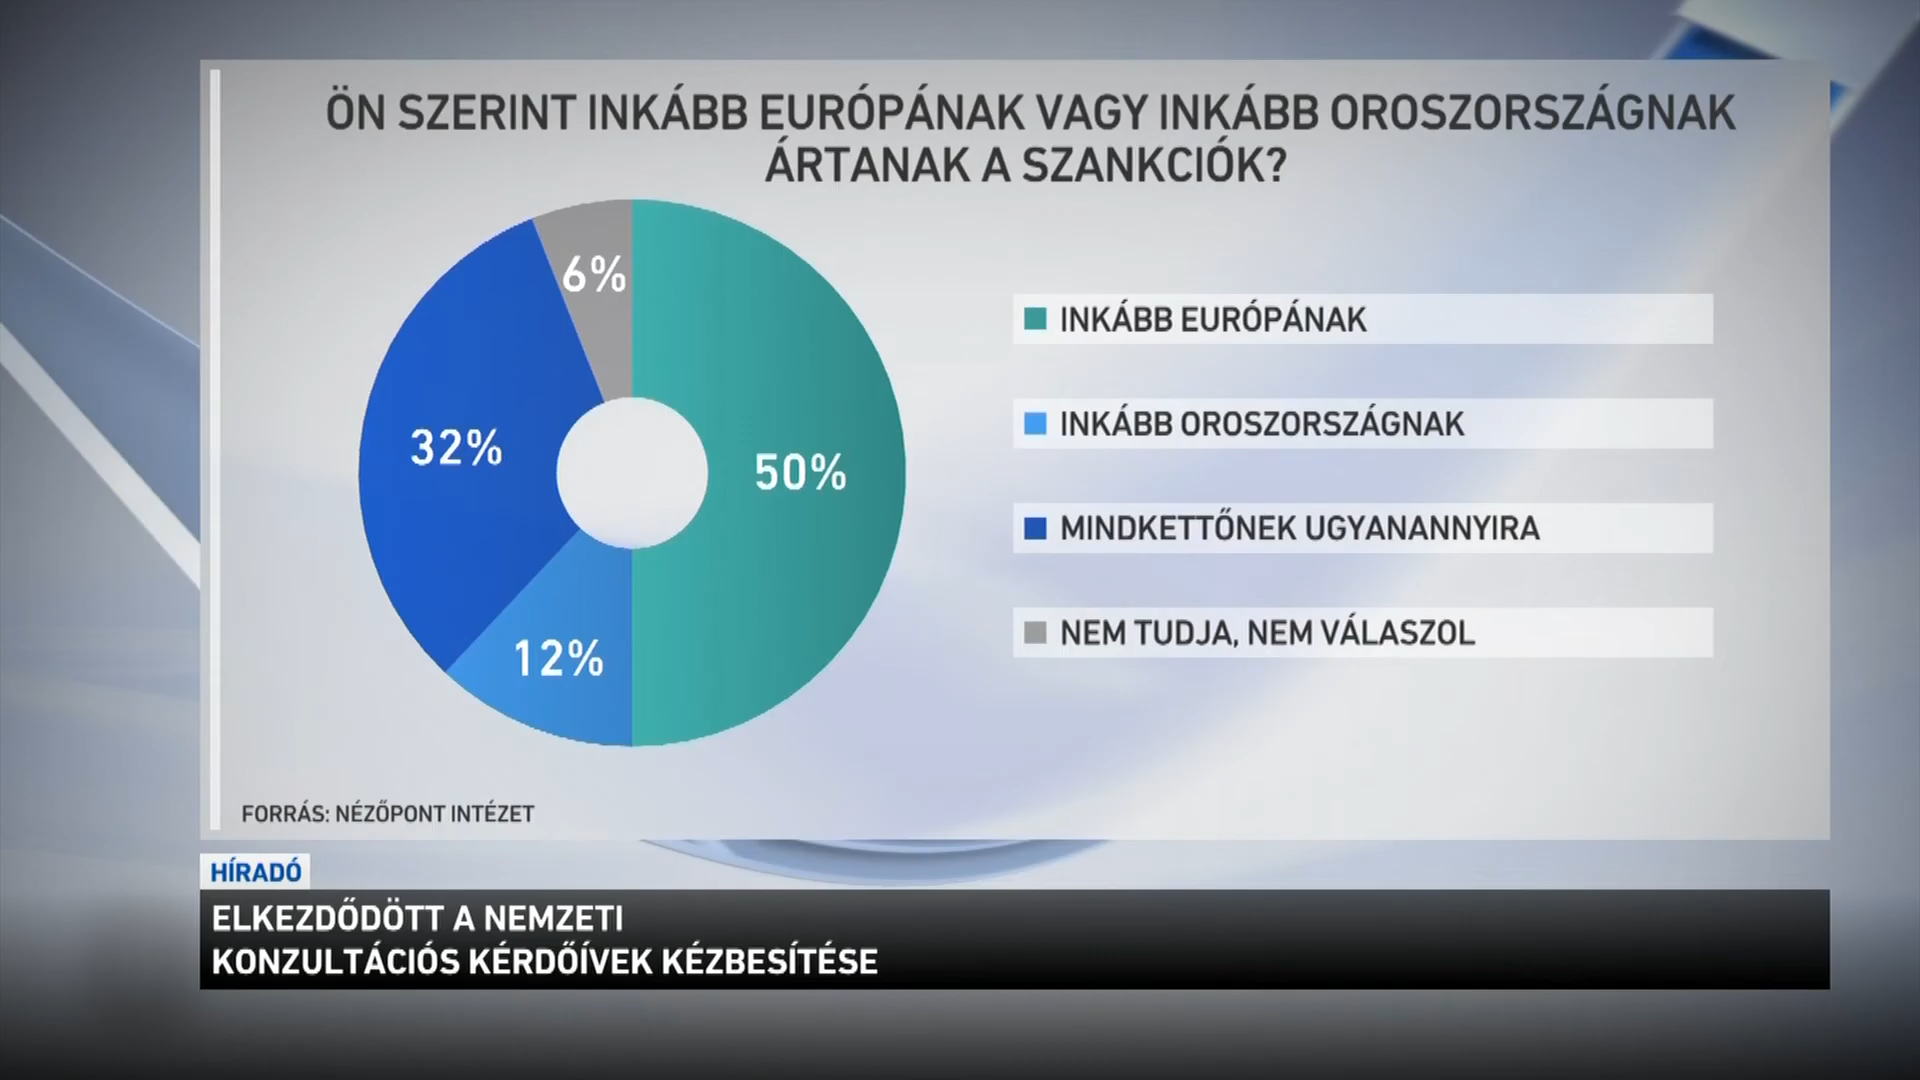 ÖN SZERINT INKÁBB EURÓPÁNAK VAGY INKÁBB OROSZORSZÁGNAK
ÁRTANAK A SZANKCIÓK?
6%
32%
50%
12%
INKÁBB EURÓPÁNAK
INKÁBB OROSZORSZÁGNAK
MINDKETTŐNEK UGYANANNYIRA
NEM TUDJA, NEM VÁLASZOL
FORRÁS: NÉZŐPONT INTÉZET
HÍRADÓ
ELKEZDŐDÖTT A NEMZETI
KONZULTÁCIÓS KÉRDŐÍVEK KÉZBESÍTÉSE